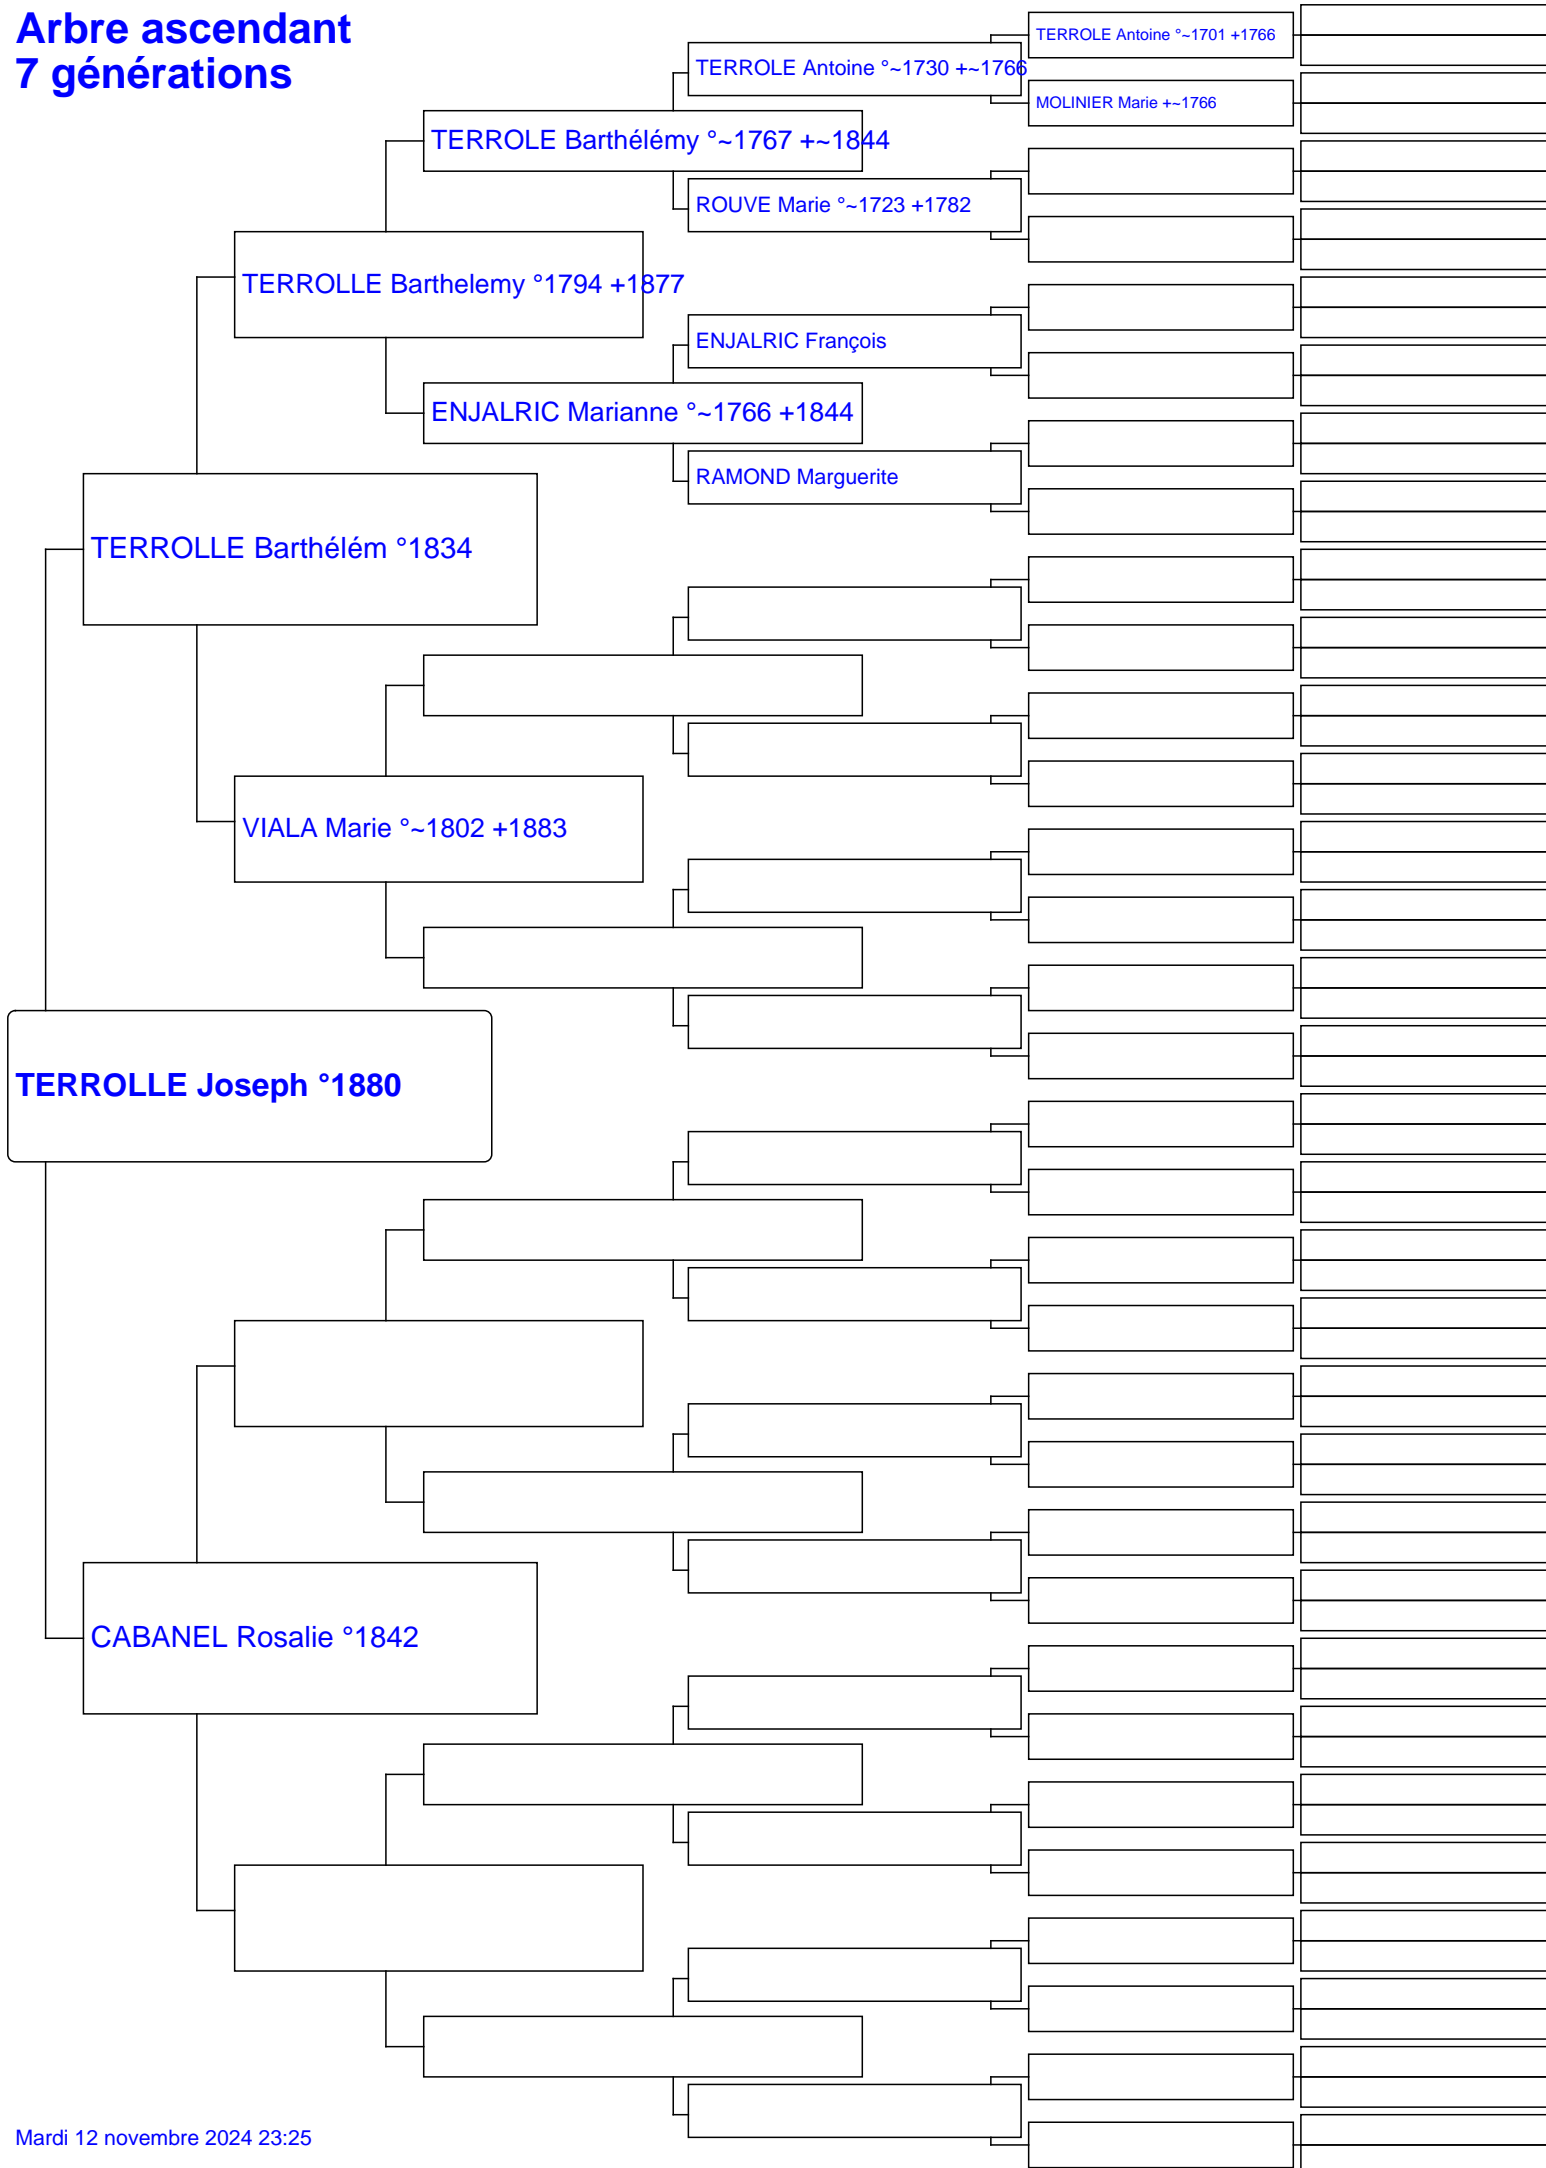 Arbre ascendant
7 générations
TERROLE Antoine °~1701 +1766
TERROLE Antoine °~1730 +~1766
MOLINIER Marie +~1766
TERROLE Barthélémy °~1767 +~1844
ROUVE Marie °~1723 +1782
TERROLLE Barthelemy °1794 +1877
ENJALRIC François
ENJALRIC Marianne °~1766 +1844
RAMOND Marguerite
TERROLLE Barthélém °1834
VIALA Marie °~1802 +1883
TERROLLE Joseph °1880
CABANEL Rosalie °1842
Mardi 12 novembre 2024 23:25